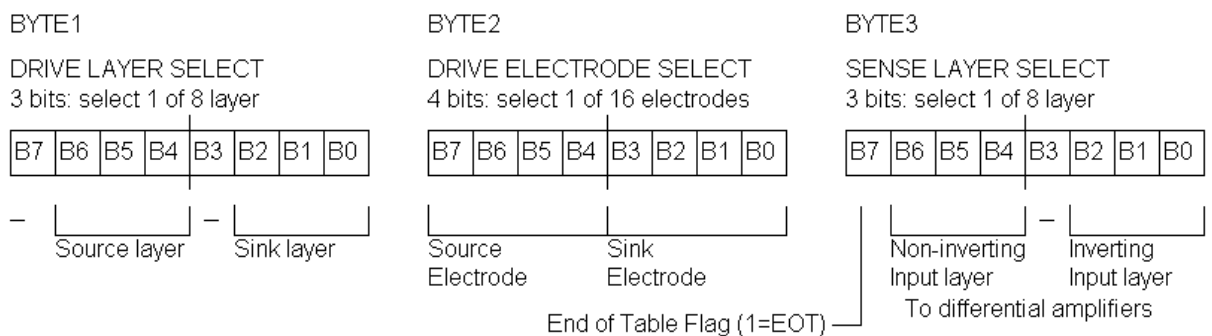 BYTE1
DRIVE LAYER SELECT
3 bits: select 1 of 8 layer
B7 B6 B5 B4 B3 B2 B1 B0
– –
Source layer Sink layer
BYTE2
DRIVE ELECTRODE SELECT
4 bits: select 1 of 16 electrodes
B7 B6 B5 B4 B3 B2 B1 B0
Source Electrode
Sink Electrode
BYTE3
SENSE LAYER SELECT
3 bits: select 1 of 8 layer
B7 B6 B5 B4 B3 B2 B1 B0
–
Non-inverting
Input layer
Inverting
Input layer
To differential amplifiers
End of Table Flag (1=EOT)